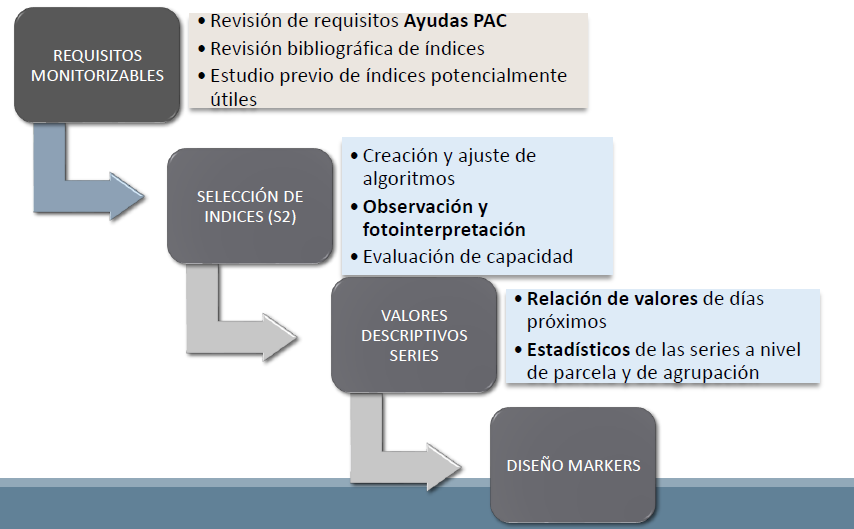 REQUISITOS
MONITORIZABLES
• Revisión de requisitos Ayudas PAC
• Revisión bibliográfica de índices
• Estudio previo de índices potencialmente
útiles
SELECCIÓN DE
INDICES (S2)
• Creación y ajuste de
algoritmos
• Observación y
fotointerpretación
• Evaluación de capacidad
VALORES
DESCRIPTIVOS
SERIES
• Relación de valores de días
próximos
• Estadísticos de las series a nivel
de parcela y de agrupación
DISEÑO MARKERS